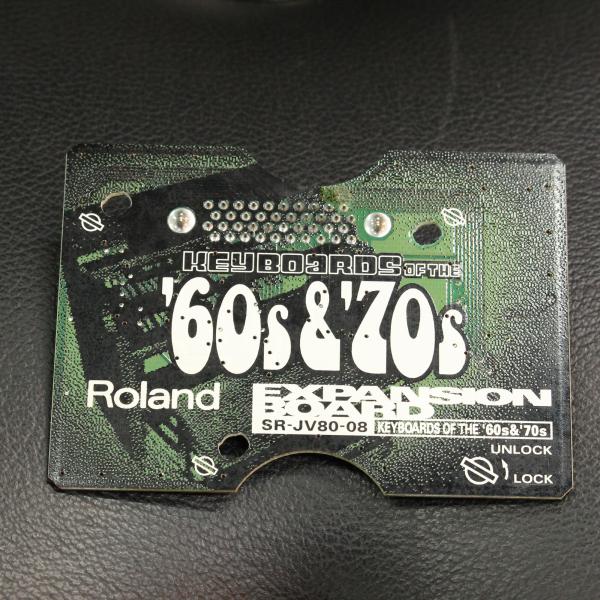 KEYBOARDS OF THE
'60s & '70s
Roland
EXPANSION
BOARD
SR-JV80-08 KEYBOARDS OF THE '60s & '70s
UNLOCK
LOCK